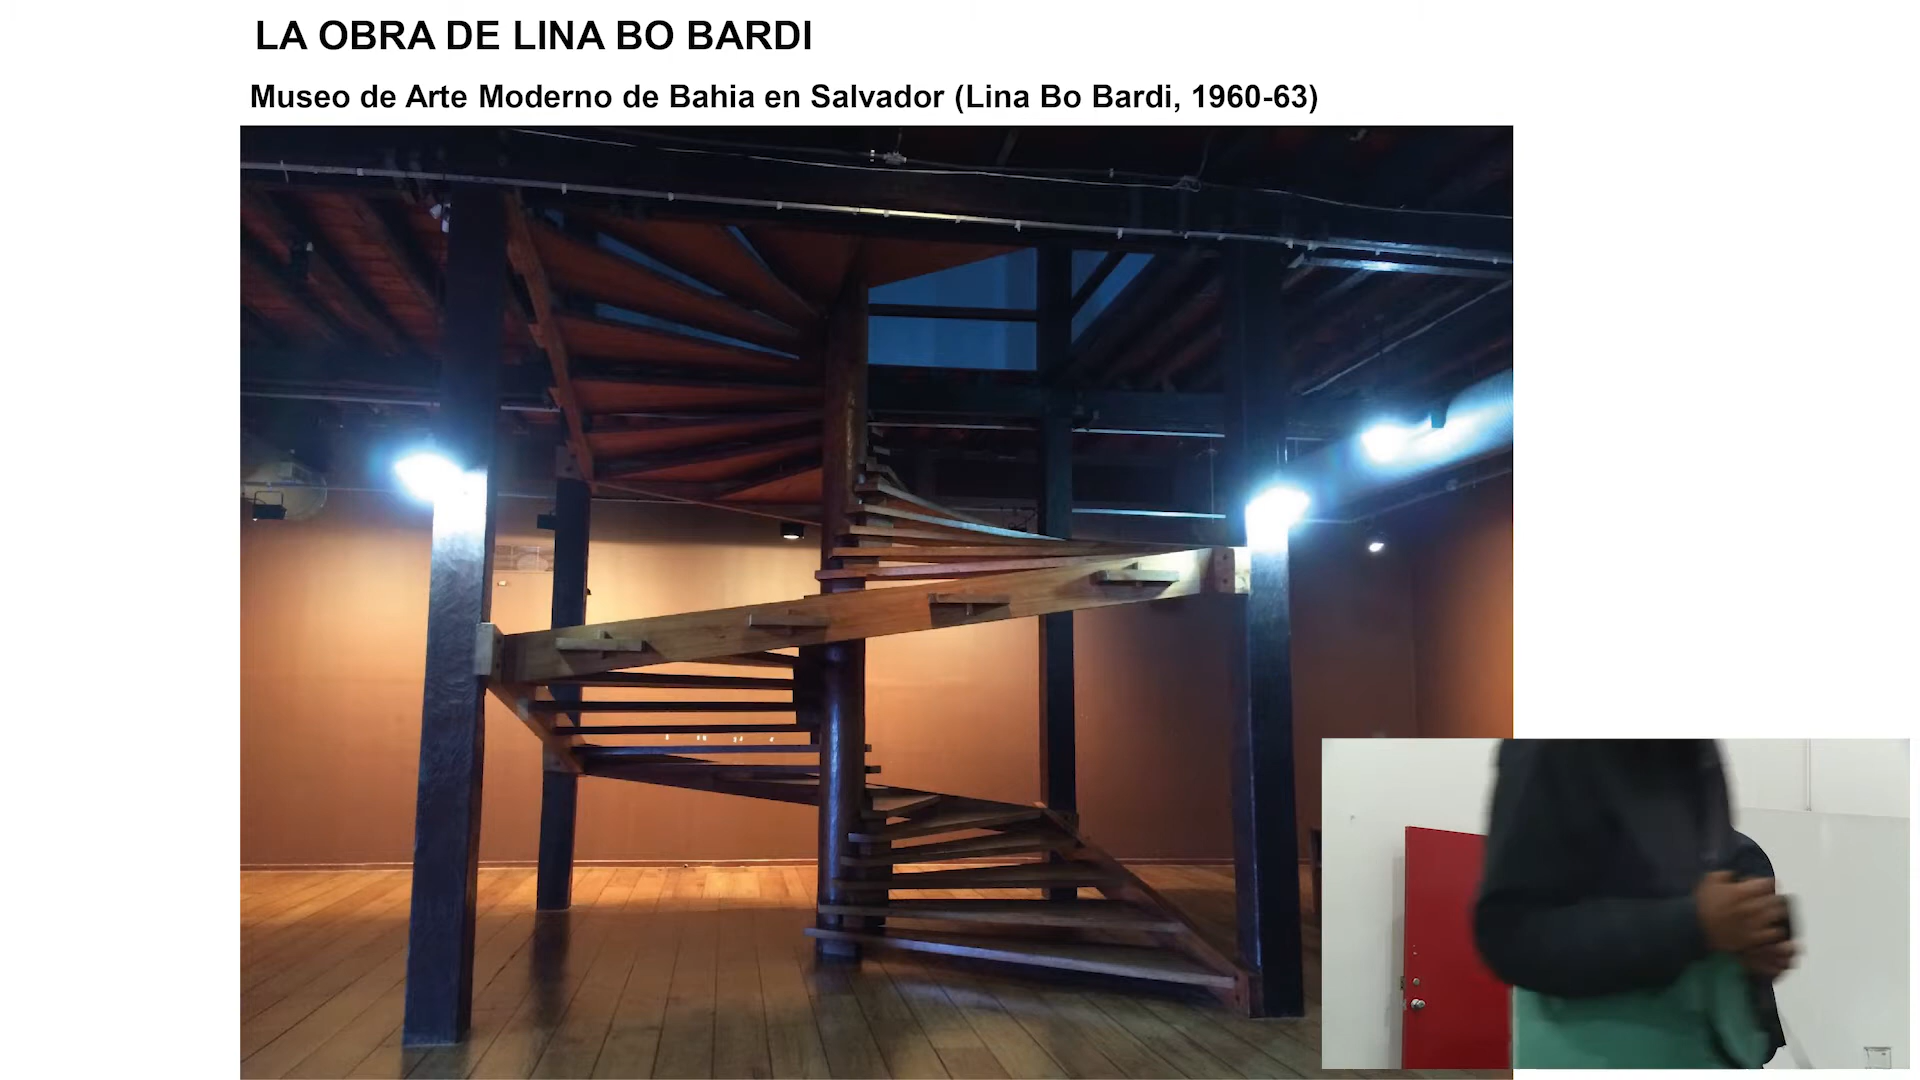 LA OBRA DE LINA BO BARDI
Museo de Arte Moderno de Bahia en Salvador (Lina Bo Bardi, 1960-63)